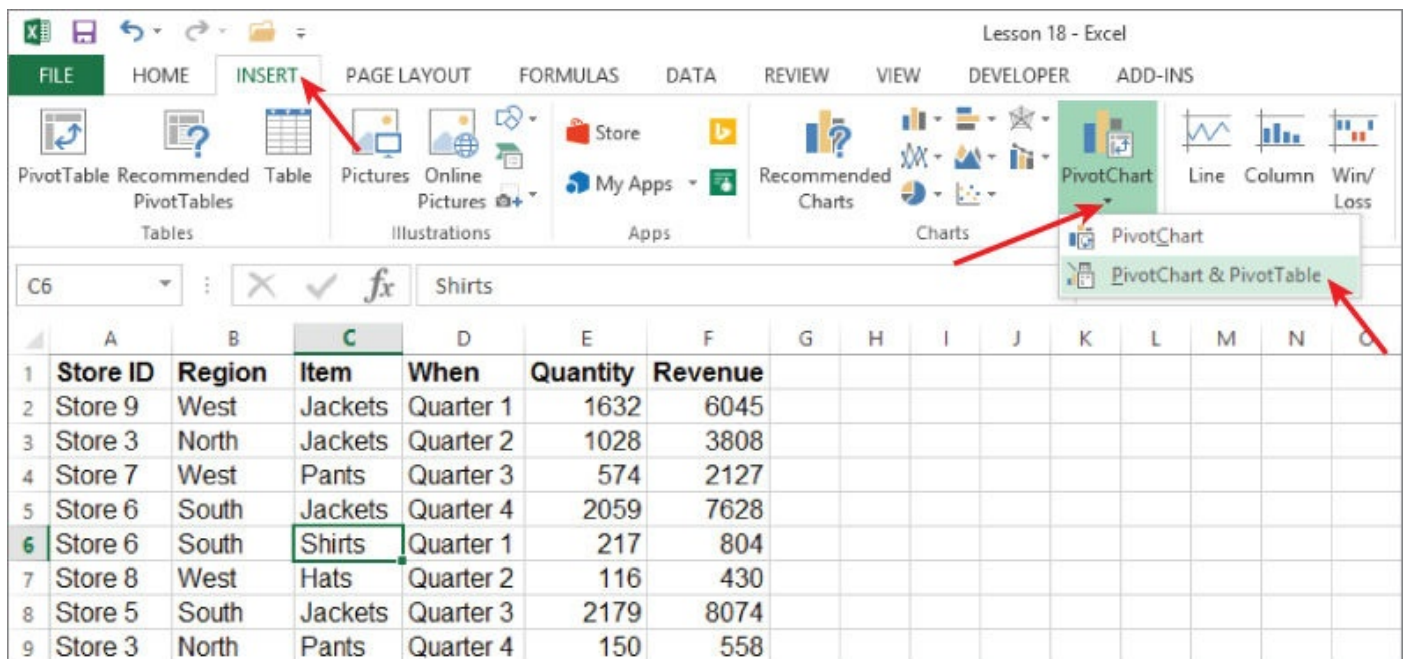 Lesson 18 - Excel
FILE HOME INSERT PAGE LAYOUT FORMULAS DATA REVIEW VIEW DEVELOPER ADD-INS
PivotTable Recommended PivotTables Table Pictures Online Pictures Store My Apps Recommended Charts PivotChart Line Column Win/ Loss
Tables Illustrations Apps Charts
PivotChart
PivotChart & PivotTable
C6 fx Shirts
A B C D E F G H I J K L M N O
1 Store ID Region Item When Quantity Revenue
2 Store 9 West Jackets Quarter 1 1632 6045
3 Store 3 North Jackets Quarter 2 1028 3808
4 Store 7 West Pants Quarter 3 574 2127
5 Store 6 South Jackets Quarter 4 2059 7628
6 Store 6 South Shirts Quarter 1 217 804
7 Store 8 West Hats Quarter 2 116 430
8 Store 5 South Jackets Quarter 3 2179 8074
9 Store 3 North Pants Quarter 4 150 558